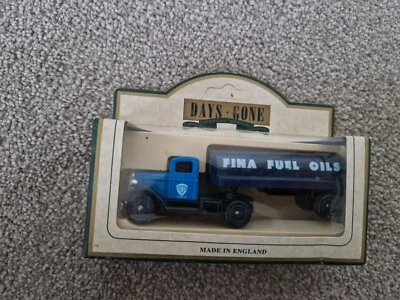 DAYS-GONE
FINA FUEL OILS
MADE IN ENGLAND